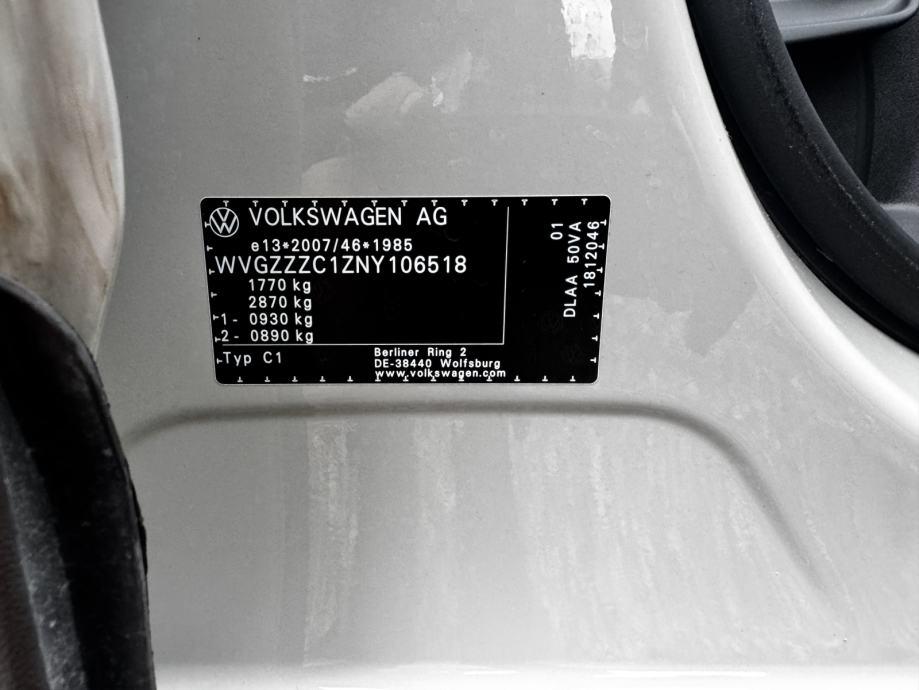 VOLKSWAGEN AG
e13*2007/46*1985
WVGZZZC1ZNY106518
1770 kg
2870 kg
1- 0930 kg
2- 0890 kg
Typ C1
Berliner Ring 2
DE-38440 Wolfsburg
www.volkswagen.com
01
DLAA 50VA
1812046